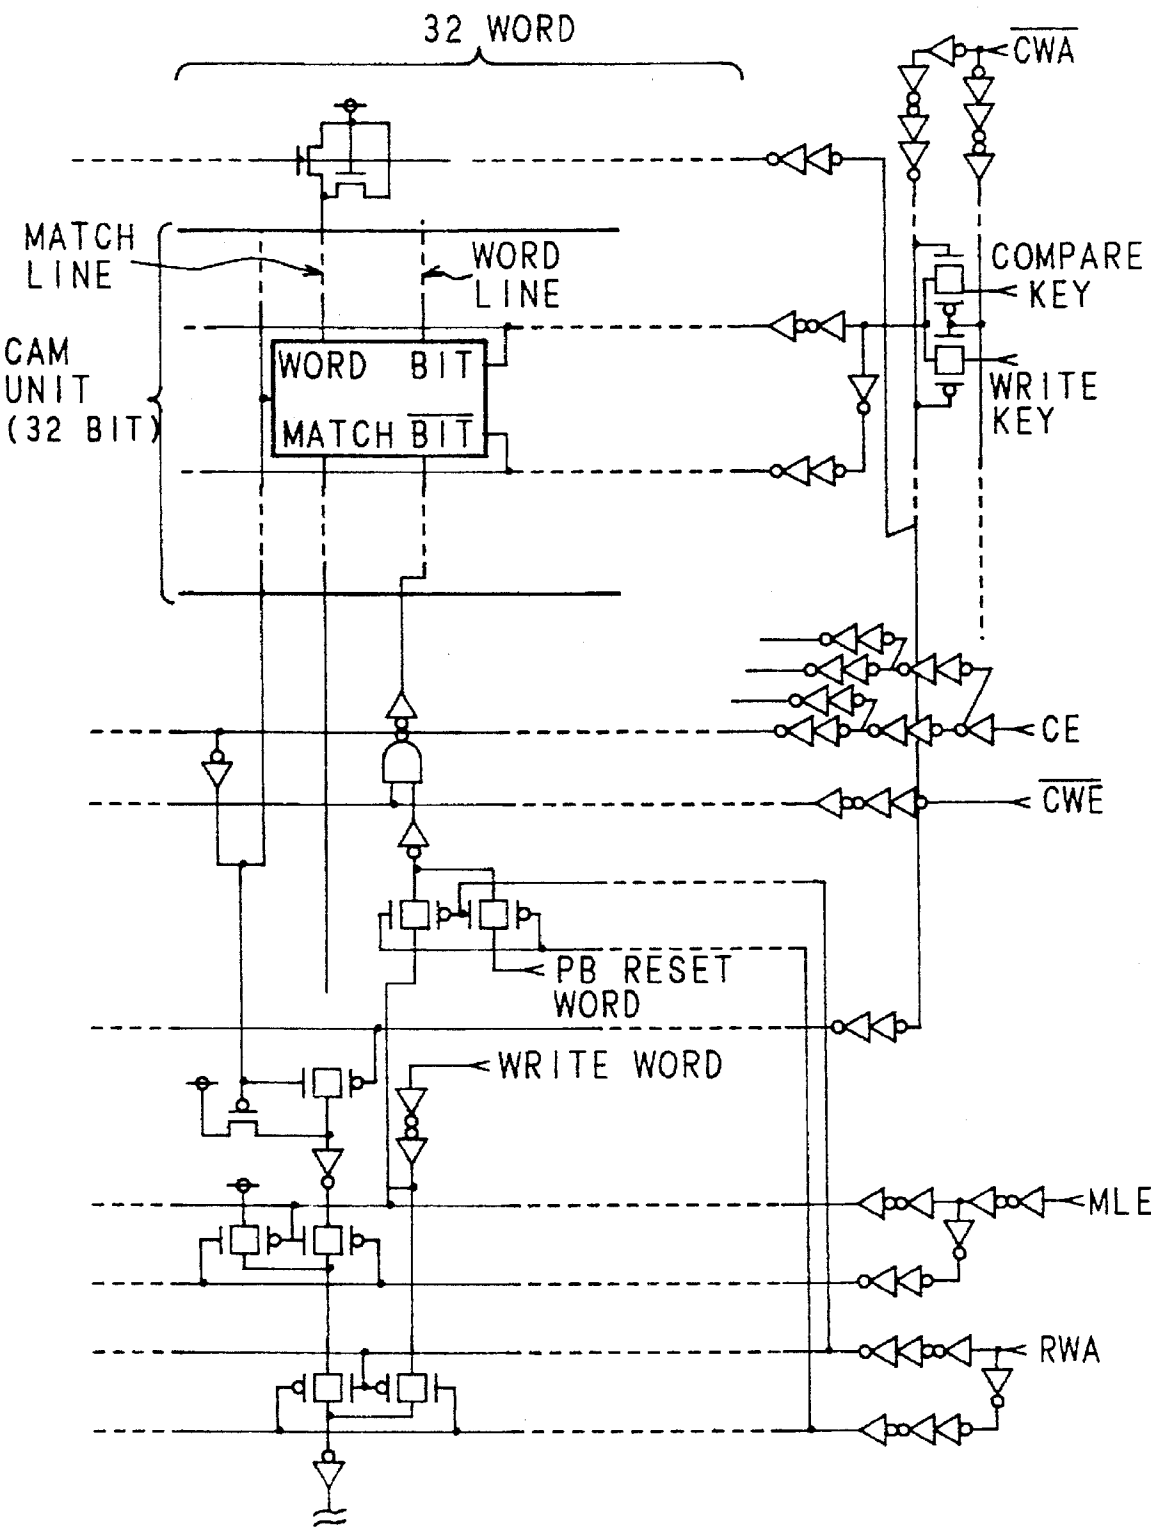 32 WORD
CWA
MATCH
LINE
WORD
LINE
COMPARE
KEY
CAM
UNIT
(32 BIT)
WORD BIT
MATCH BIT
WRITE
KEY
CE
CWE
PB RESET
WORD
WRITE WORD
MLE
RWA